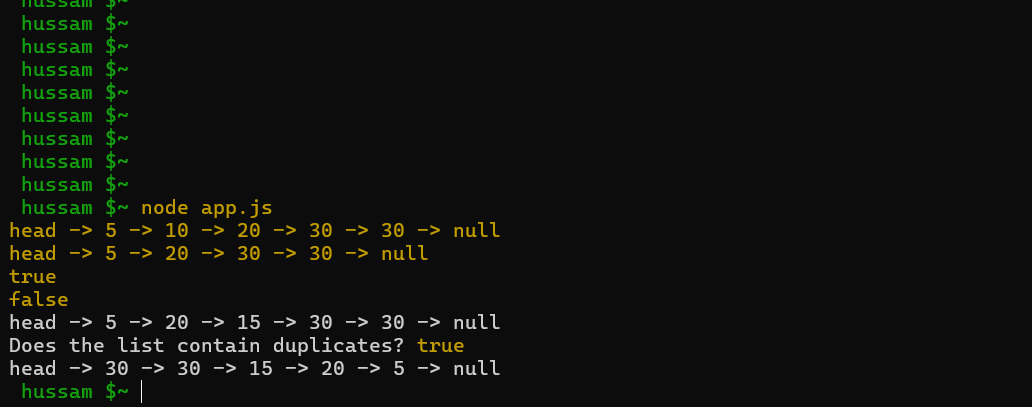 hussam $~
hussam $~
hussam $~
hussam $~
hussam $~
hussam $~
hussam $~
hussam $~
hussam $~
hussam $~ node app.js
head -> 5 -> 10 -> 20 -> 30 -> 30 -> null
head -> 5 -> 20 -> 30 -> 30 -> null
true
false
head -> 5 -> 20 -> 15 -> 30 -> 30 -> null
Does the list contain duplicates? true
head -> 30 -> 30 -> 15 -> 20 -> 5 -> null
hussam $~